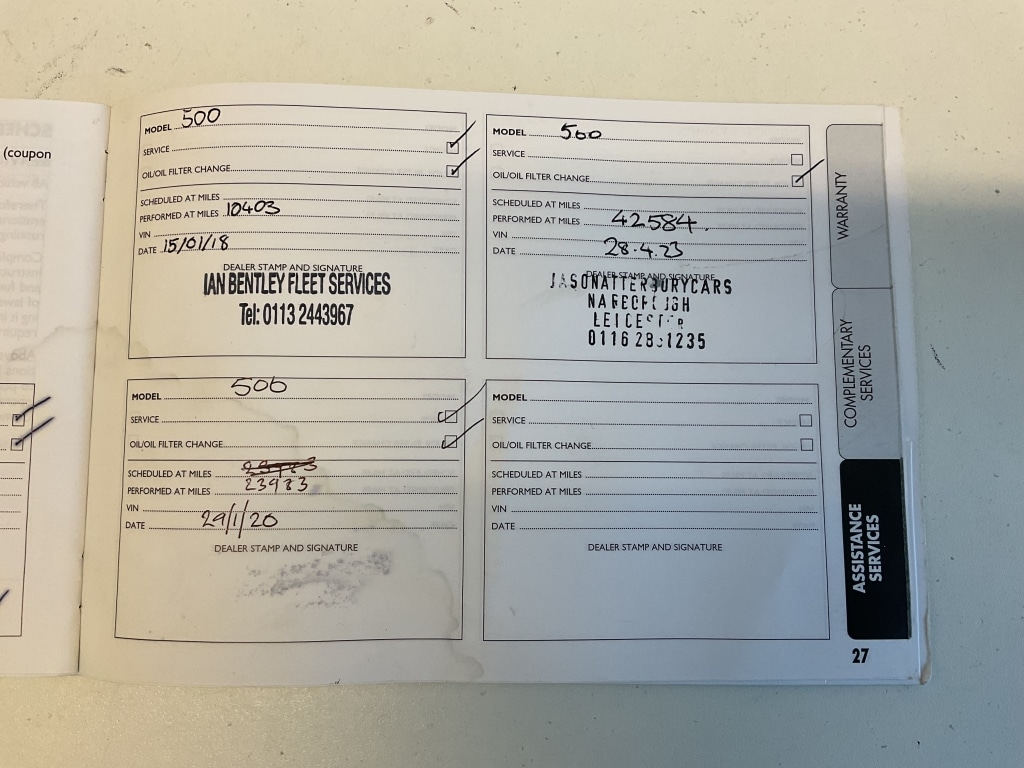 (coupon
MODEL 500
SERVICE
OIL/OIL FILTER CHANGE
SCHEDULED AT MILES
PERFORMED AT MILES 10403
VIN
DATE 15/01/18
DEALER STAMP AND SIGNATURE
IAN BENTLEY FLEET SERVICES
Tel: 0113 2443967
MODEL 500
SERVICE
OIL/OIL FILTER CHANGE
SCHEDULED AT MILES
PERFORMED AT MILES 42584.
VIN
DATE 28.4.23
DEALER STAMP AND SIGNATURE
JASONATTERBURYCARS
0116 1235
MODEL 500
SERVICE
OIL/OIL FILTER CHANGE
SCHEDULED AT MILES
PERFORMED AT MILES 23983
VIN
DATE 29/1/20
DEALER STAMP AND SIGNATURE
MODEL
SERVICE
OIL/OIL FILTER CHANGE
SCHEDULED AT MILES
PERFORMED AT MILES
VIN
DATE
DEALER STAMP AND SIGNATURE
WARRANTY
COMPLEMENTARY
SERVICES
ASSISTANCE
SERVICES
27